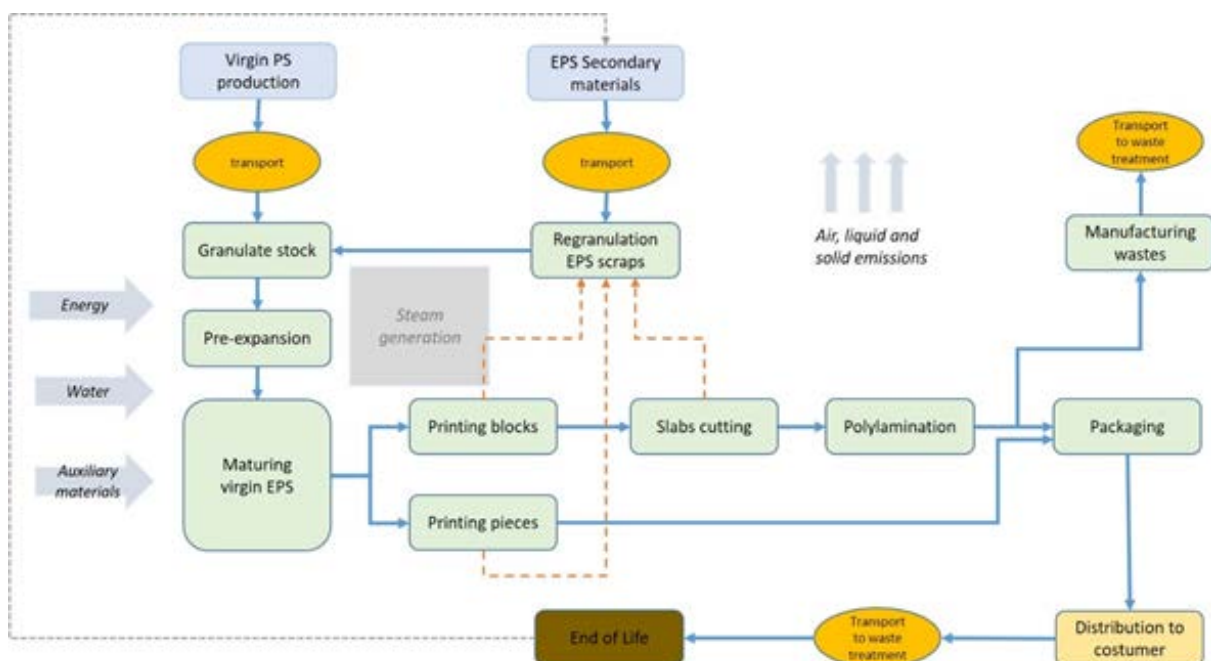 Virgin PS
production
EPS Secondary
materials
transport
transport
Transport
to waste
treatment
Granulate stock
Regranulation
EPS scraps
Air, liquid and
solid emissions
Manufacturing
wastes
Energy
Steam
generation
Pre-expansion
Water
Printing blocks
Slabs cutting
Polylamination
Packaging
Auxiliary
materials
Maturing
virgin EPS
Printing pieces
End of Life
Transport
to waste
treatment
Distribution to
costumer